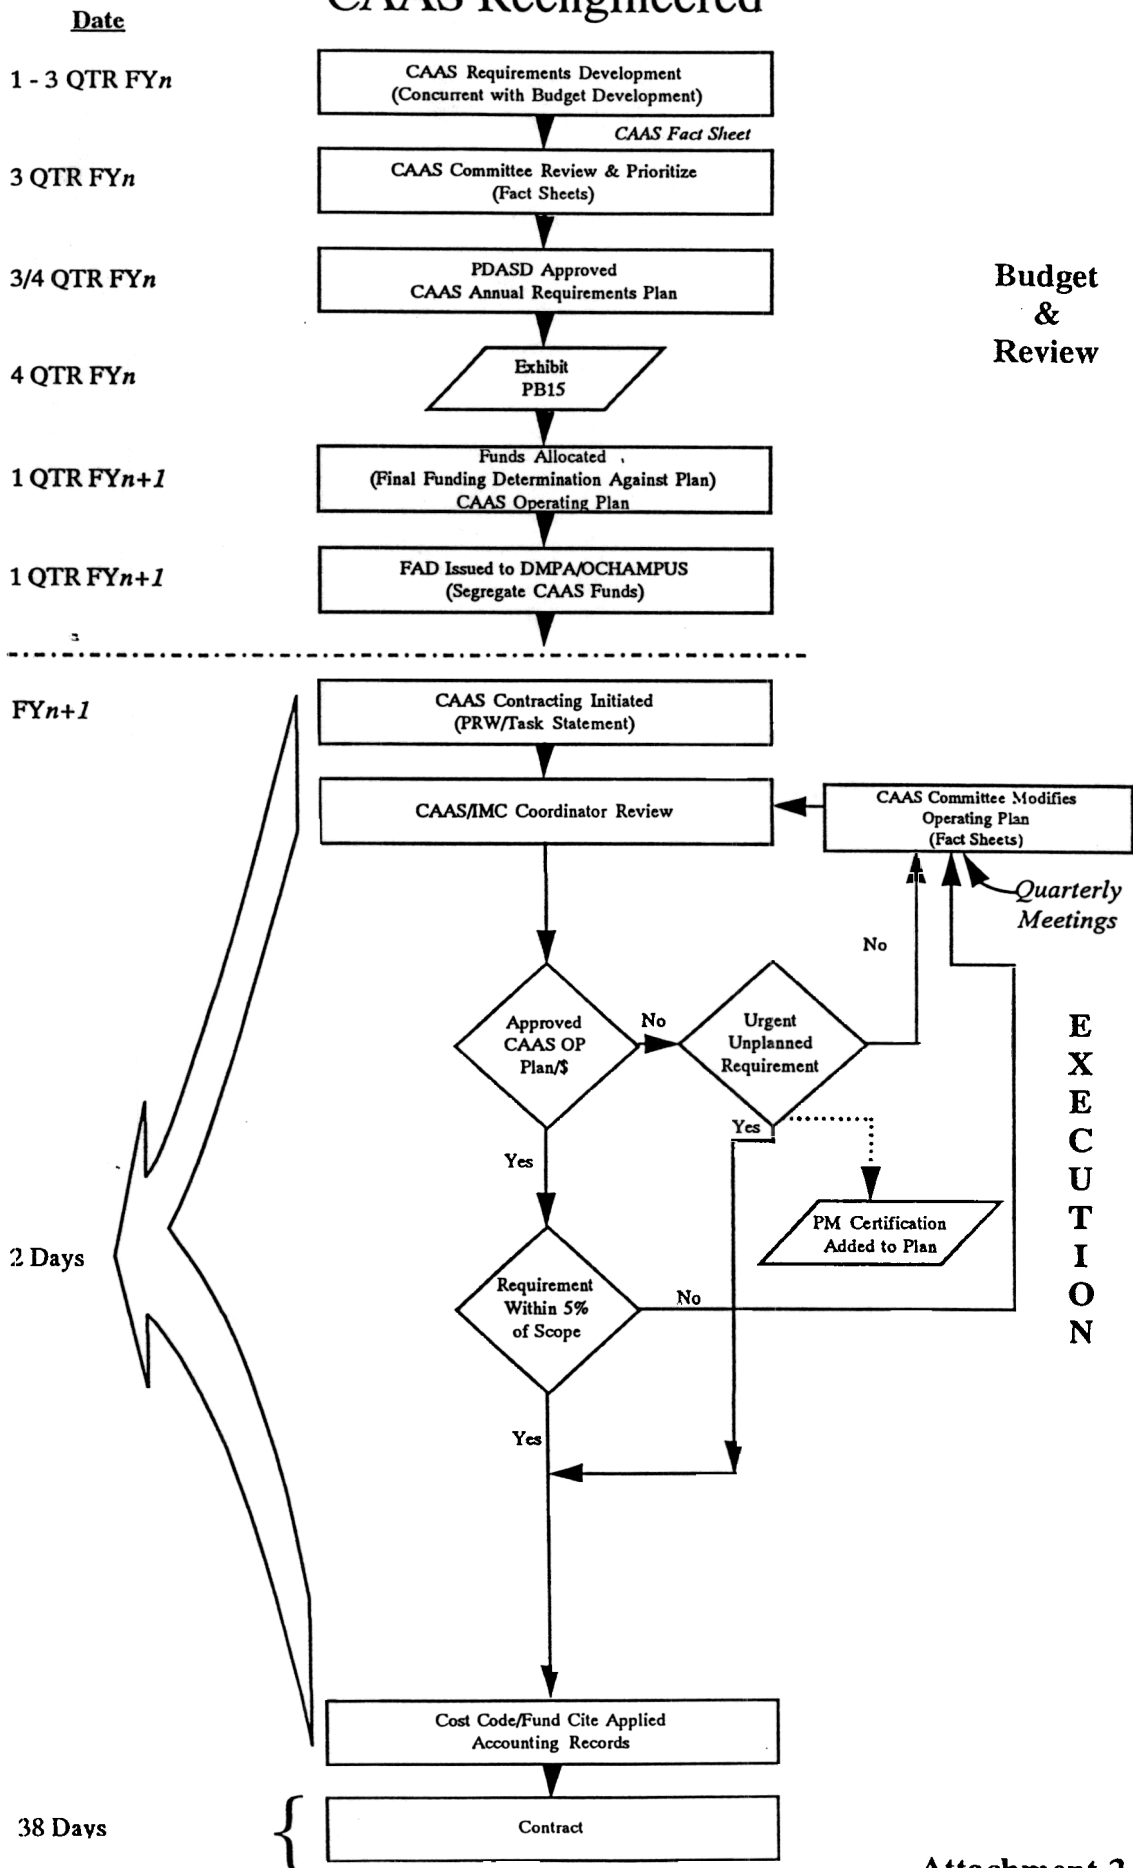 CAAS Reengineered
Date
1 - 3 QTR FYn
CAAS Requirements Development
(Concurrent with Budget Development)
CAAS Fact Sheet
3 QTR FYn
CAAS Committee Review & Prioritize
(Fact Sheets)
3/4 QTR FYn
PDASD Approved
CAAS Annual Requirements Plan
Budget
&
Review
4 QTR FYn
Exhibit
PB15
1 QTR FYn+1
Funds Allocated
(Final Funding Determination Against Plan)
CAAS Operating Plan
1 QTR FYn+1
FAD Issued to DMPA/OCHAMPUS
(Segregate CAAS Funds)
FYn+1
CAAS Contracting Initiated
(PRW/Task Statement)
CAAS/IMC Coordinator Review
CAAS Committee Modifies
Operating Plan
(Fact Sheets)
Quarterly
Meetings
No
Approved
CAAS OP
Plan/$
No
Urgent
Unplanned
Requirement
Yes
Yes
PM Certification
Added to Plan
EXECUTION
2 Days
Requirement
Within 5%
of Scope
No
Yes
Cost Code/Fund Cite Applied
Accounting Records
38 Days
Contract
Attachment 2